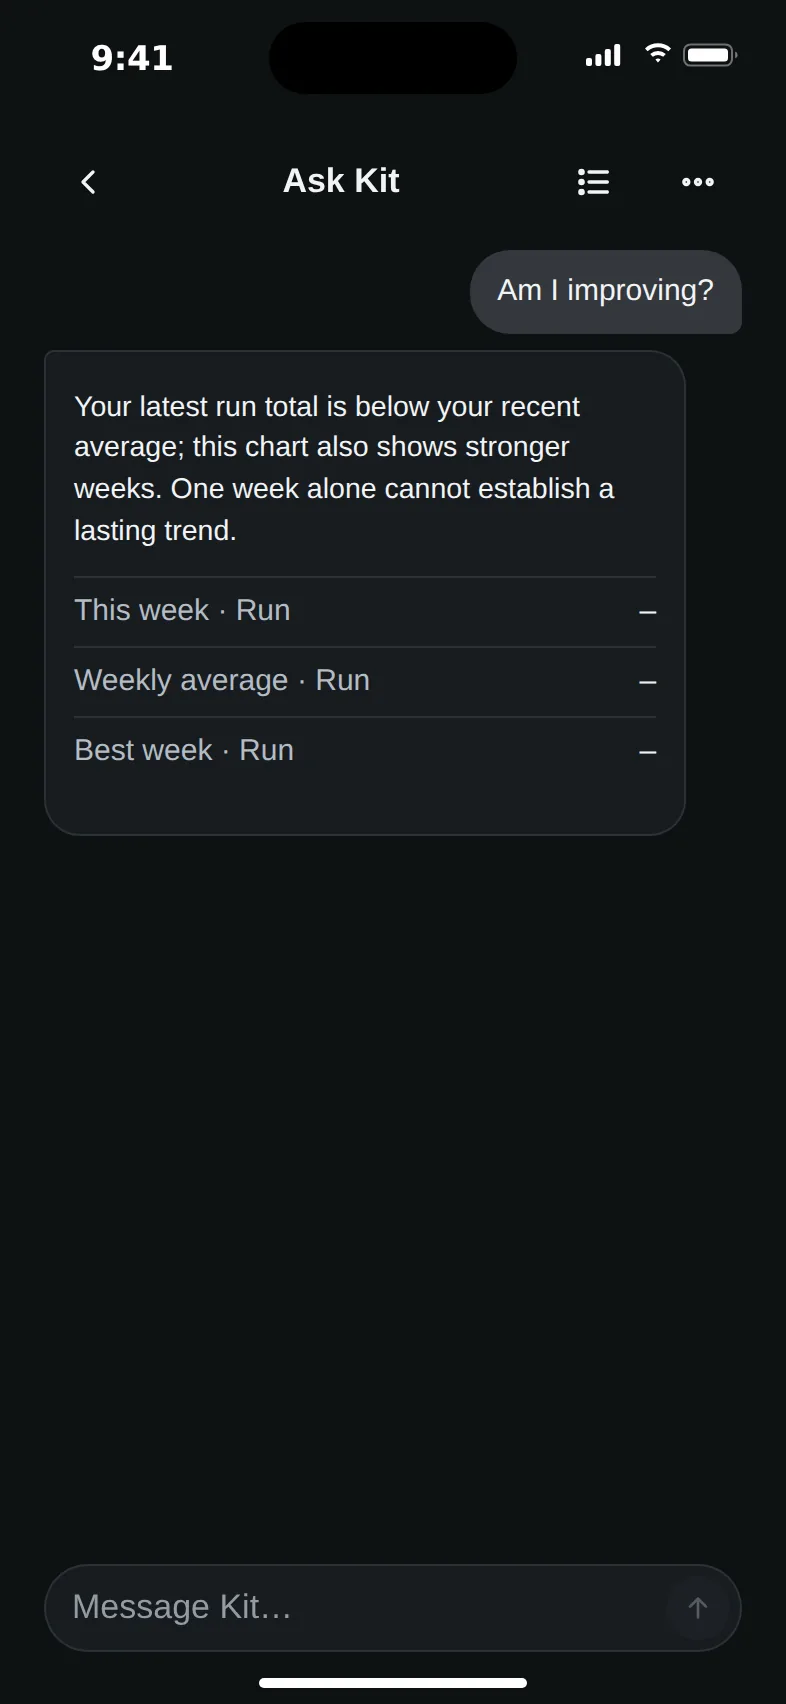 9:41
Ask Kit
Am I improving?
Your latest run total is below your recent
average; this chart also shows stronger
weeks. One week alone cannot establish a
lasting trend.
This week · Run –
Weekly average · Run –
Best week · Run –
Message Kit…